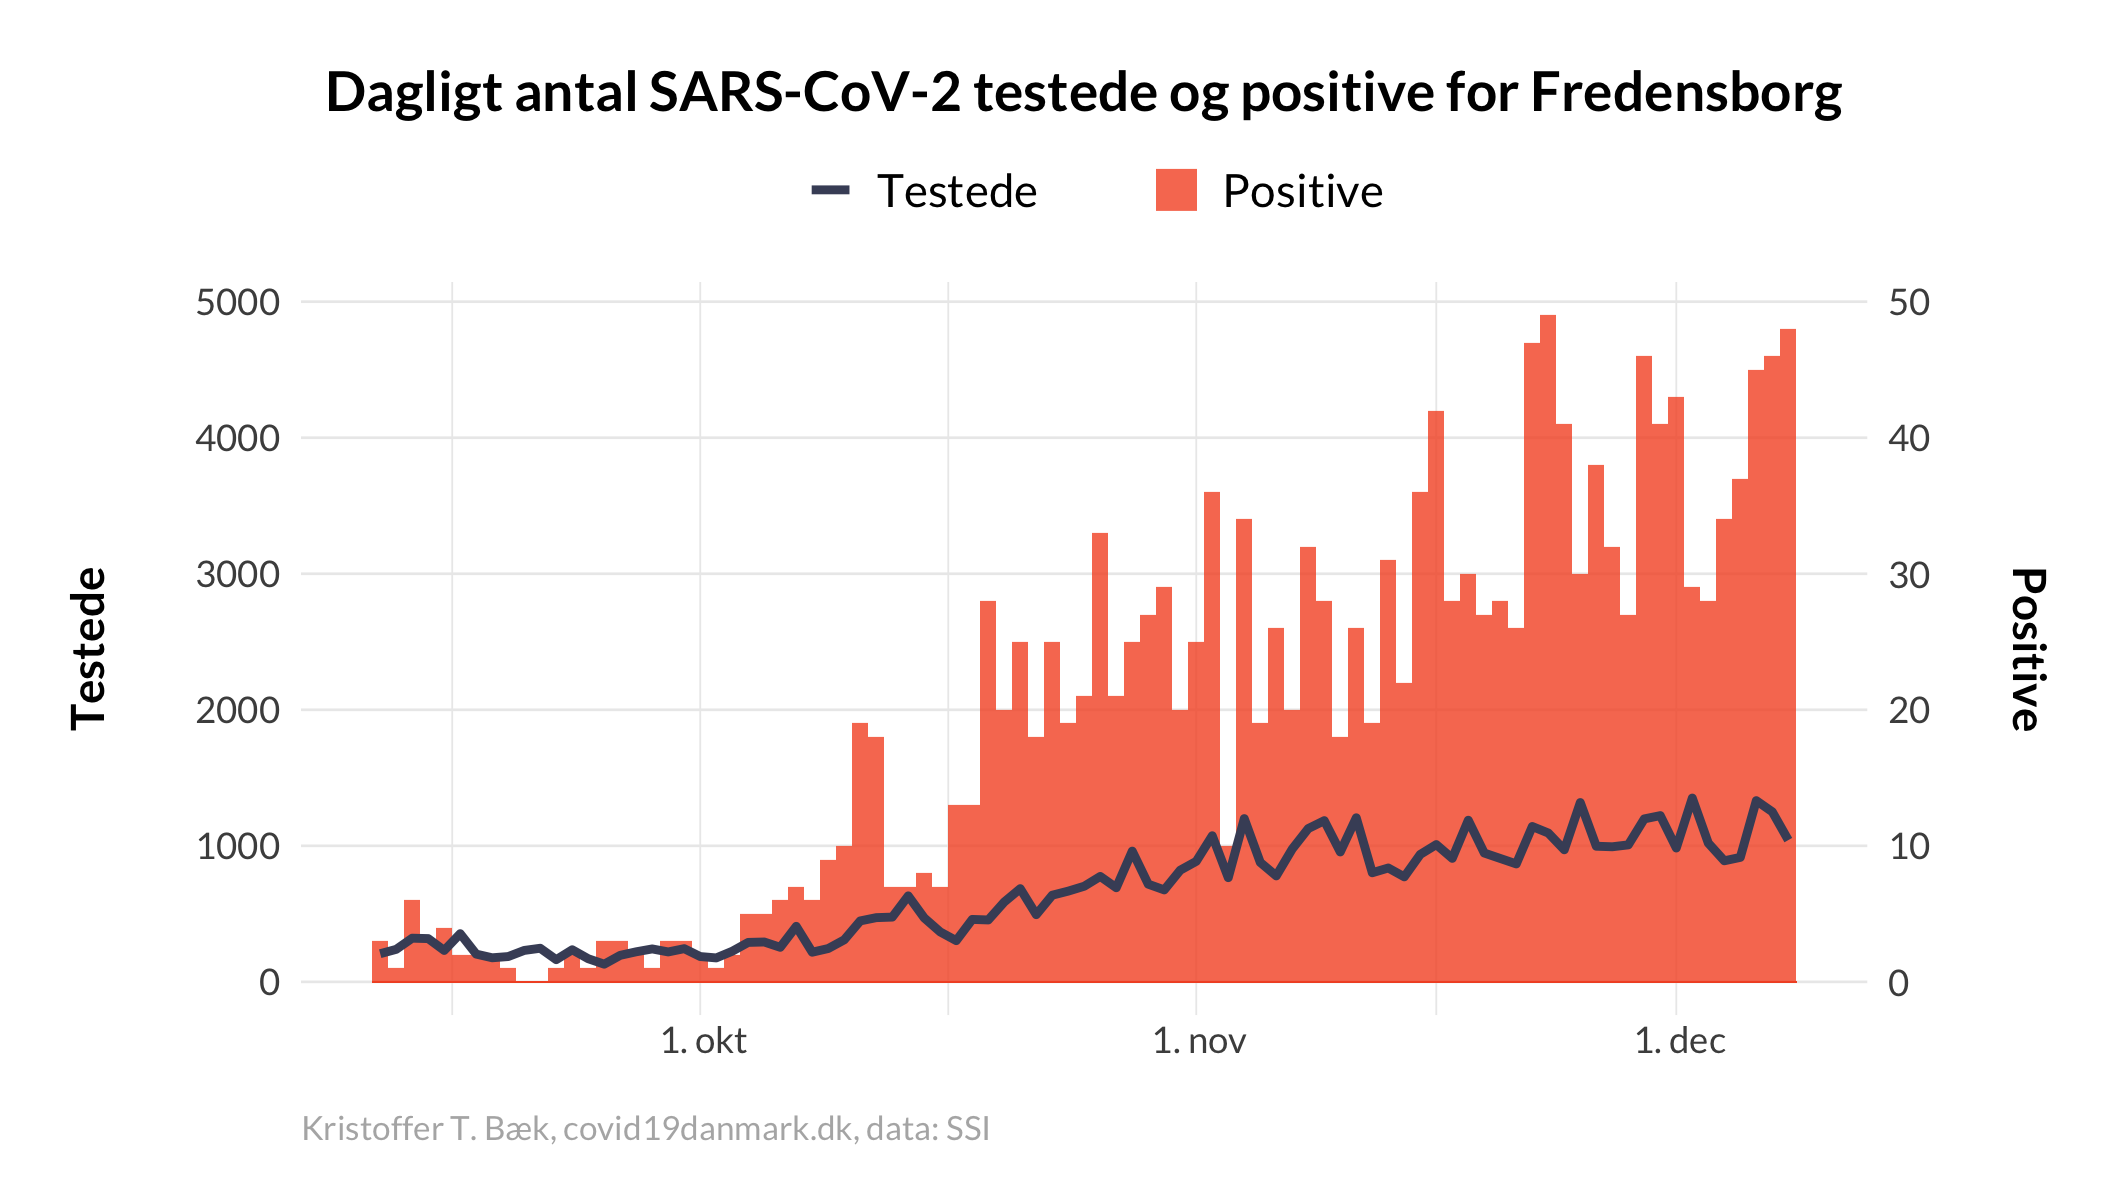 Dagligt antal SARS-CoV-2 testede og positive for Fredensborg
Testede
Positive
5000
4000
3000
2000
1000
0
Testede
50
40
30
20
10
0
Positive
1. okt
1. nov
1. dec
Kristoffer T. Bæk, covid19danmark.dk, data: SSI